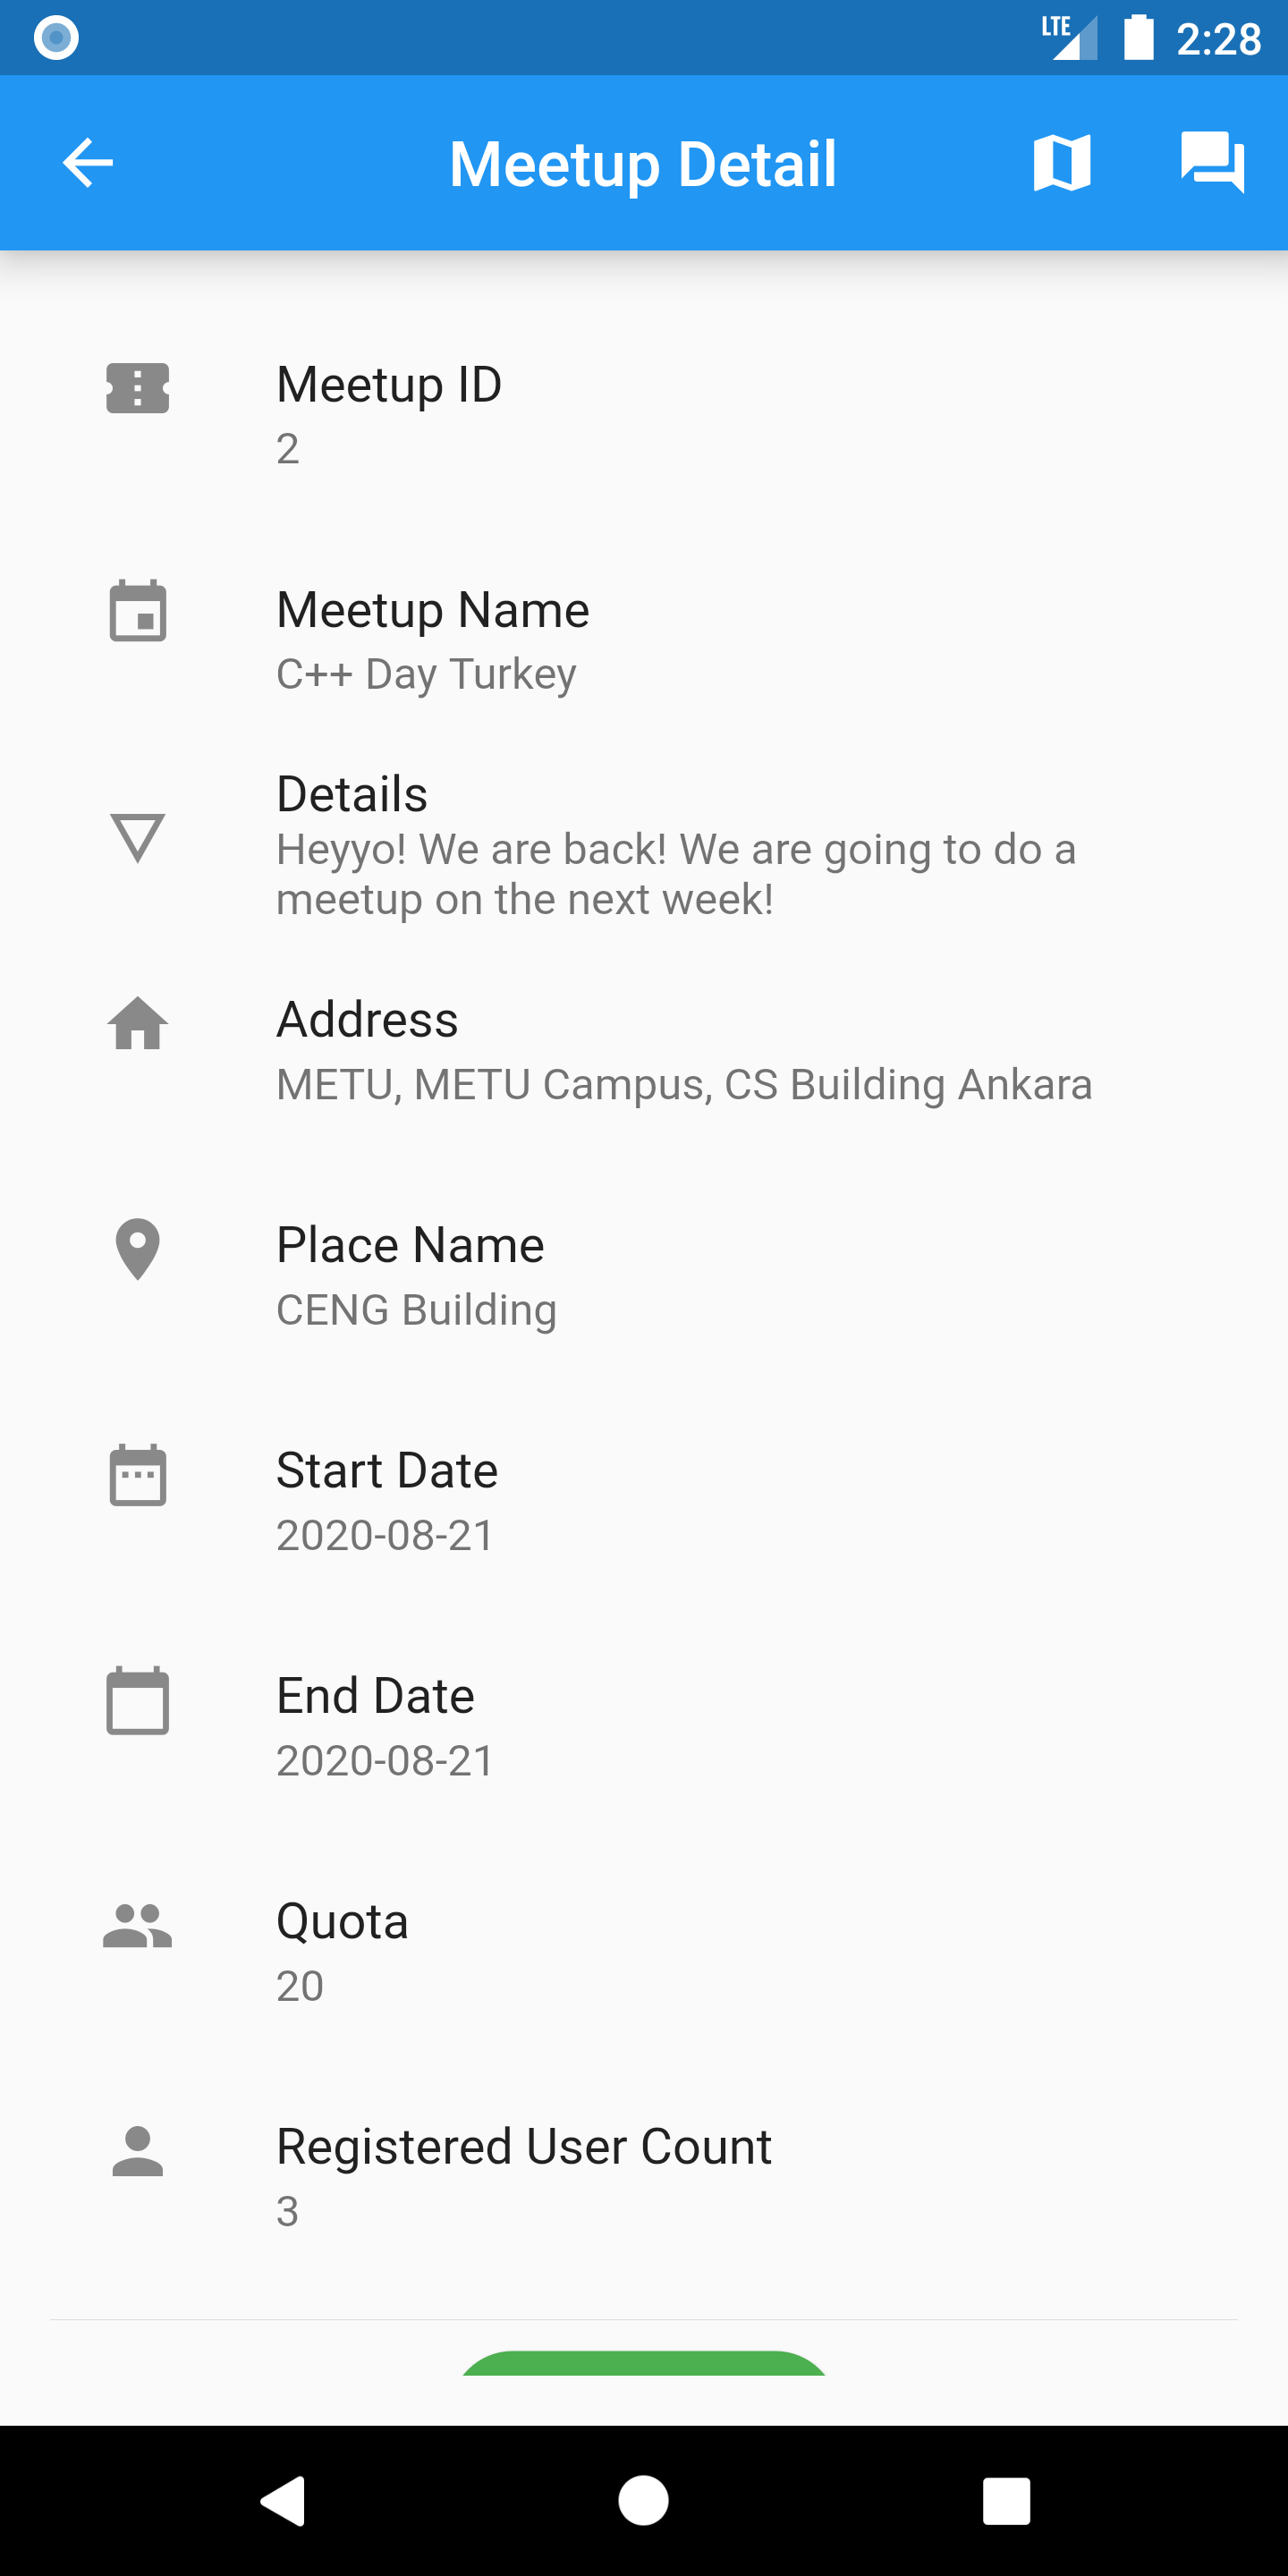 LTE 2:28
Meetup Detail
Meetup ID
2
Meetup Name
C++ Day Turkey
Details
Heyyo! We are back! We are going to do a
meetup on the next week!
Address
METU, METU Campus, CS Building Ankara
Place Name
CENG Building
Start Date
2020-08-21
End Date
2020-08-21
Quota
20
Registered User Count
3